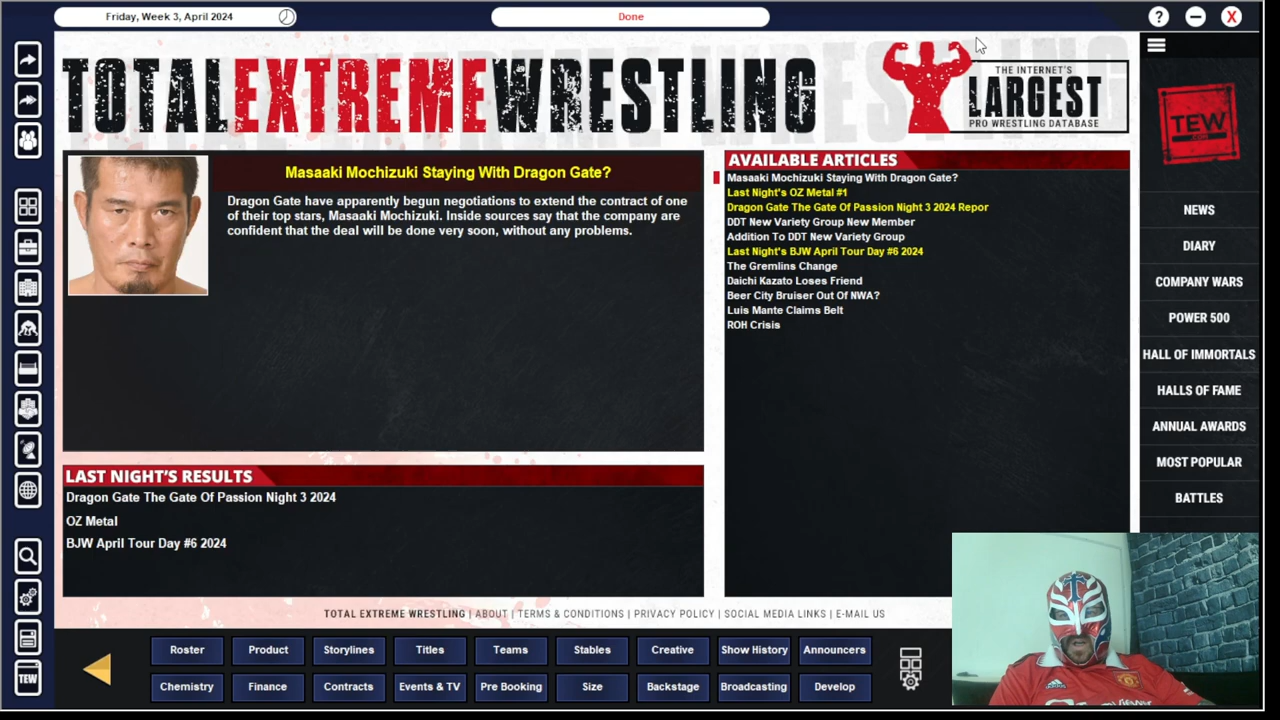 Friday, Week 3, April 2024
Done
?
X
TOTALEXTREMEWRESTLING
THE INTERNET'S
LARGEST
PRO WRESTLING DATABASE
TEW
.COM
Masaaki Mochizuki Staying With Dragon Gate?
Dragon Gate have apparently begun negotiations to extend the contract of one
of their top stars, Masaaki Mochizuki. Inside sources say that the company are
confident that the deal will be done very soon, without any problems.
AVAILABLE ARTICLES
Masaaki Mochizuki Staying With Dragon Gate?
Last Night's OZ Metal #1
Dragon Gate The Gate Of Passion Night 3 2024 Repor
DDT New Variety Group New Member
Addition To DDT New Variety Group
Last Night's BJW April Tour Day #6 2024
The Gremlins Change
Daichi Kazato Loses Friend
Beer City Bruiser Out Of NWA?
Luis Mante Claims Belt
ROH Crisis
NEWS
DIARY
COMPANY WARS
POWER 500
HALL OF IMMORTALS
HALLS OF FAME
ANNUAL AWARDS
MOST POPULAR
BATTLES
LAST NIGHT'S RESULTS
Dragon Gate The Gate Of Passion Night 3 2024
OZ Metal
BJW April Tour Day #6 2024
TOTAL EXTREME WRESTLING | ABOUT | TERMS & CONDITIONS | PRIVACY POLICY | SOCIAL MEDIA LINKS | E-MAIL US
Roster Product Storylines Titles Teams Stables Creative Show History Announcers
Chemistry Finance Contracts Events & TV Pre Booking Size Backstage Broadcasting Develop
TEW
adidas